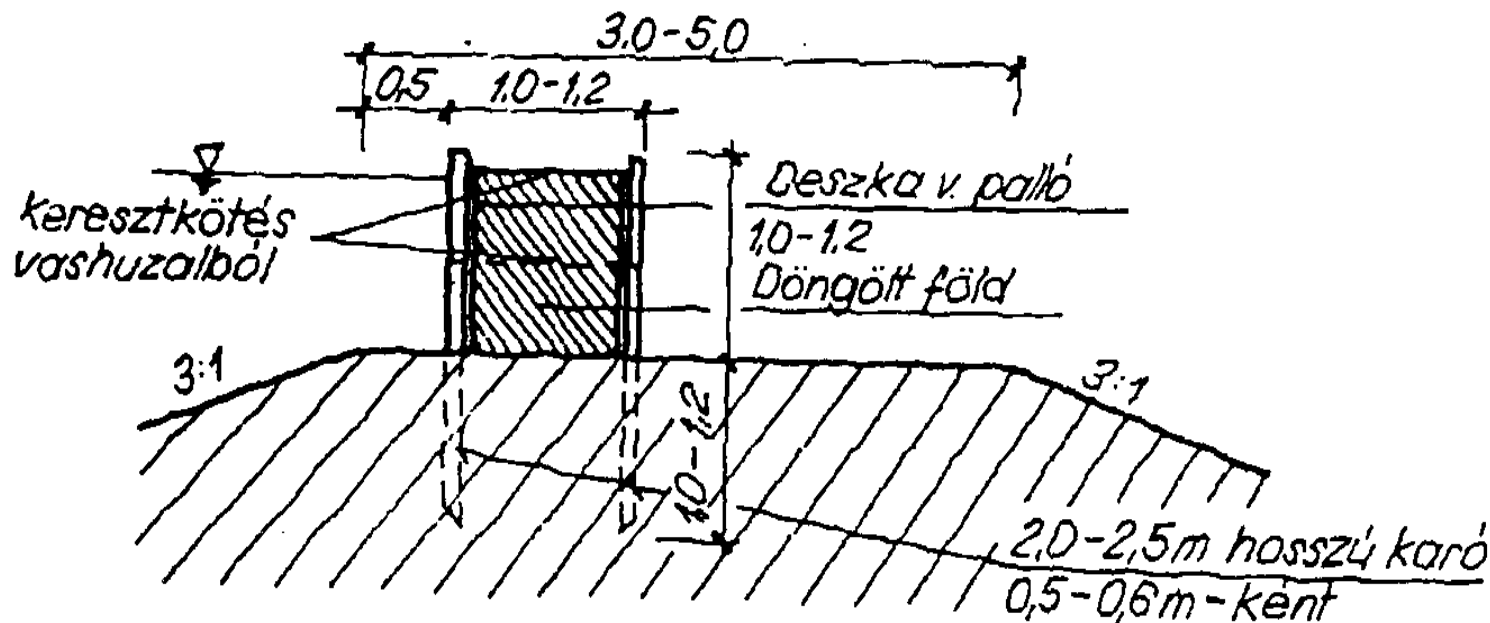 3,0-5,0
0,5
1,0-1,2
Deszka v. palló
keresztkötés
vashuzalból
1,0-1,2
Döngölt föld
3:1
3:1
1,0-1,2
2,0-2,5m hosszú karó
0,5-0,6m-ként